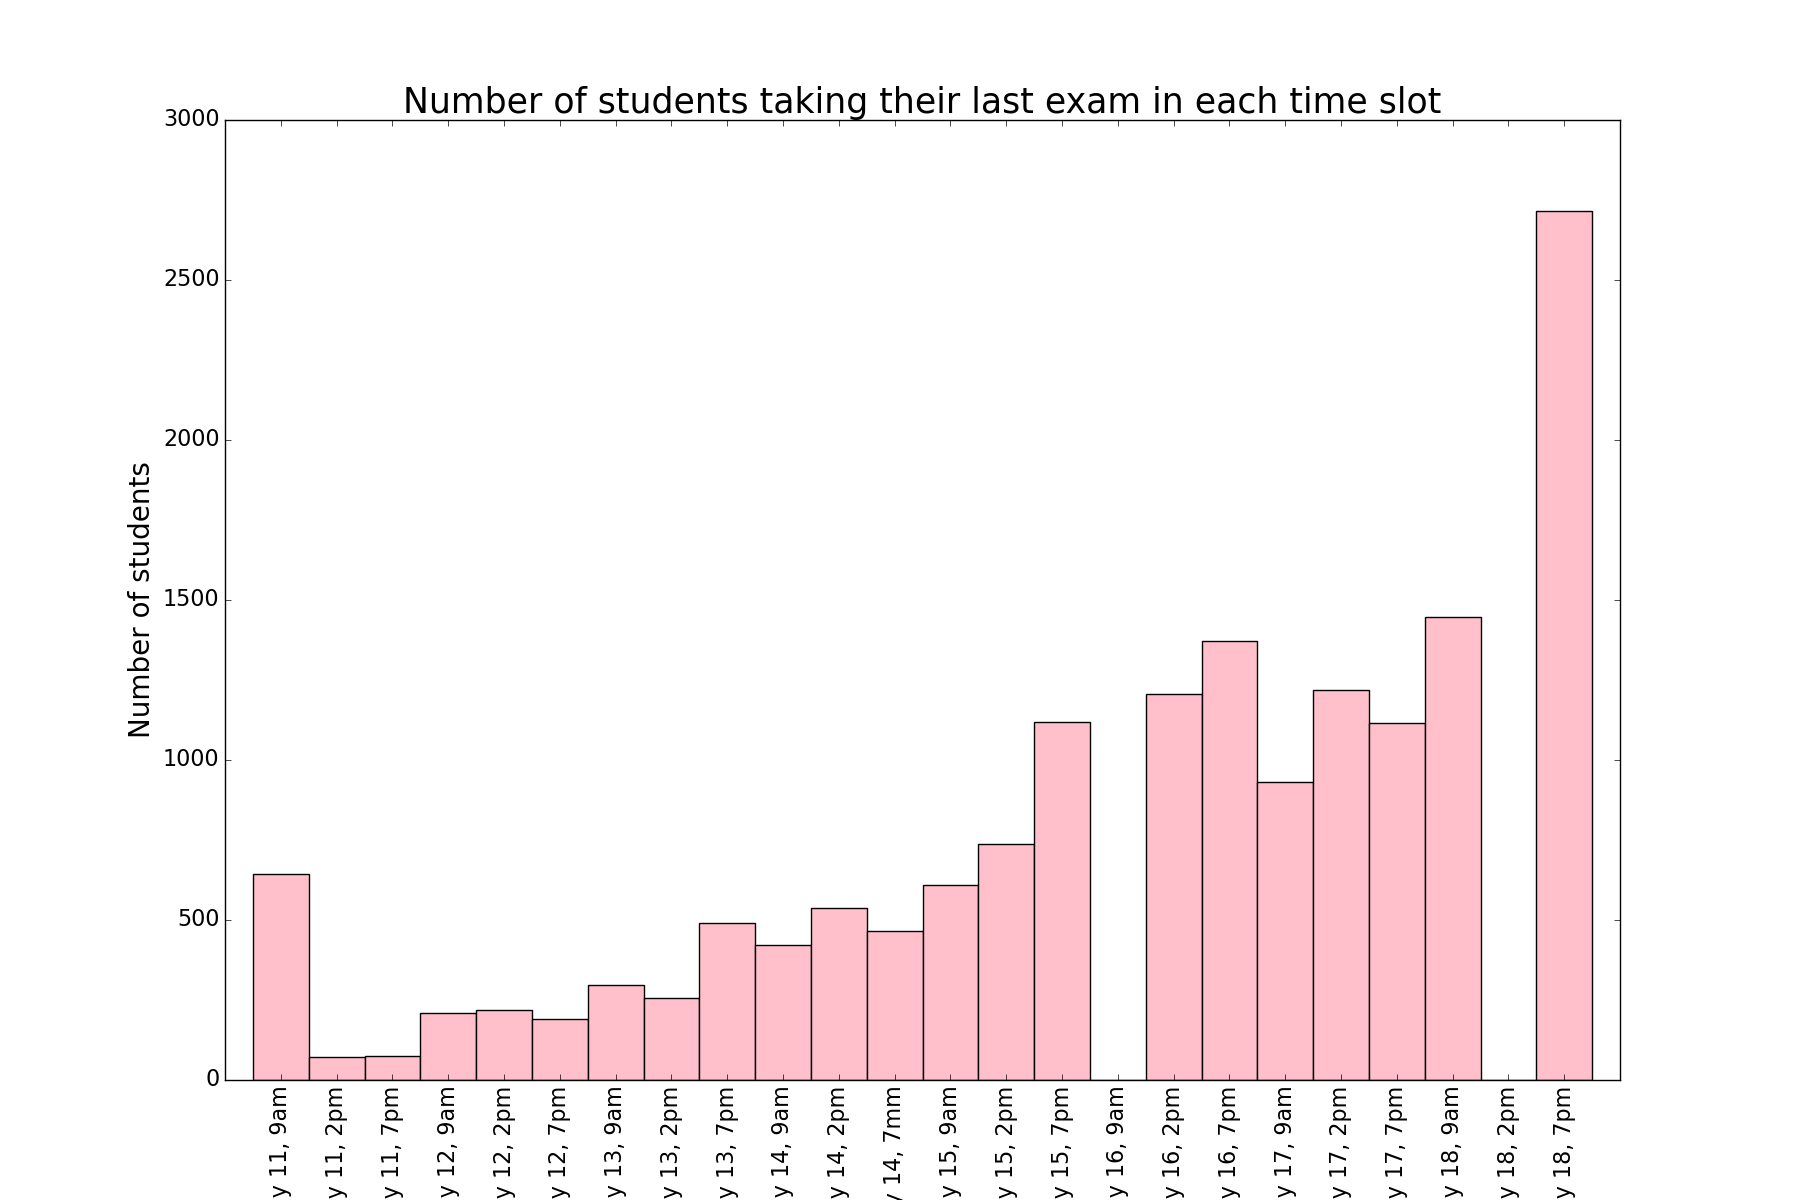 Number of students taking their last exam in each time slot
Number of students
3000
2500
2000
1500
1000
500
0
y 11, 9am
y 11, 2pm
y 11, 7pm
y 12, 9am
y 12, 2pm
y 12, 7pm
y 13, 9am
y 13, 2pm
y 13, 7pm
y 14, 9am
y 14, 2pm
y 14, 7mm
y 15, 9am
y 15, 2pm
y 15, 7pm
y 16, 9am
y 16, 2pm
y 16, 7pm
y 17, 9am
y 17, 2pm
y 17, 7pm
y 18, 9am
y 18, 2pm
y 18, 7pm